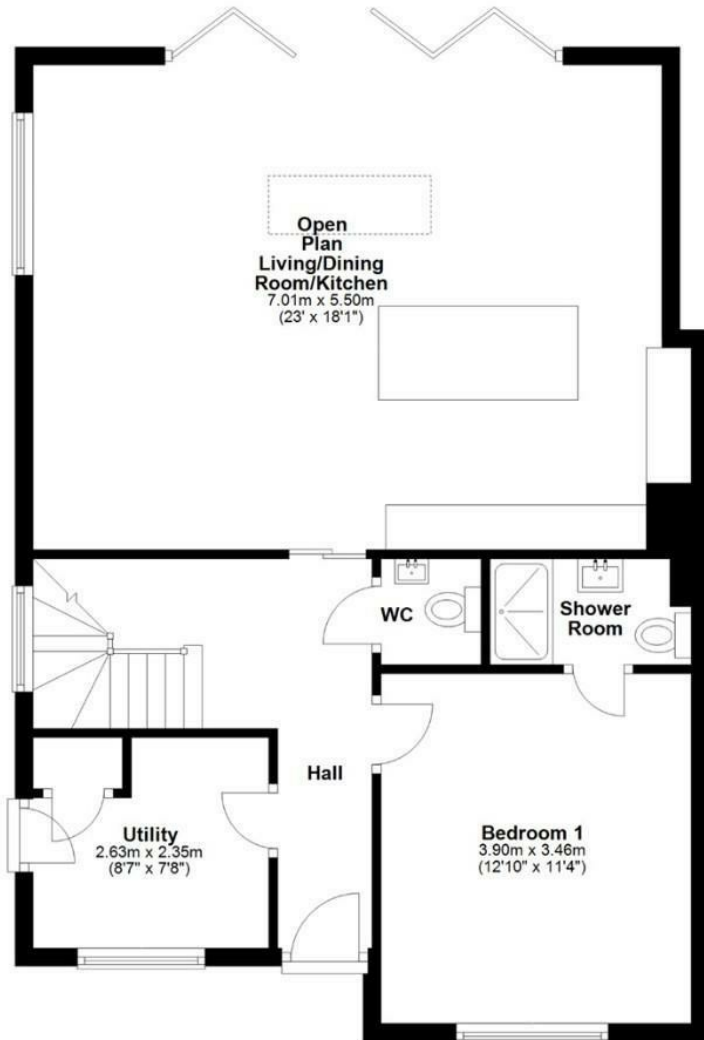 Open
Plan
Living/Dining
Room/Kitchen
7.01m x 5.50m
(23' x 18'1")
WC
Shower
Room
Hall
Utility
2.63m x 2.35m
(8'7" x 7'8")
Bedroom 1
3.90m x 3.46m
(12'10" x 11'4")